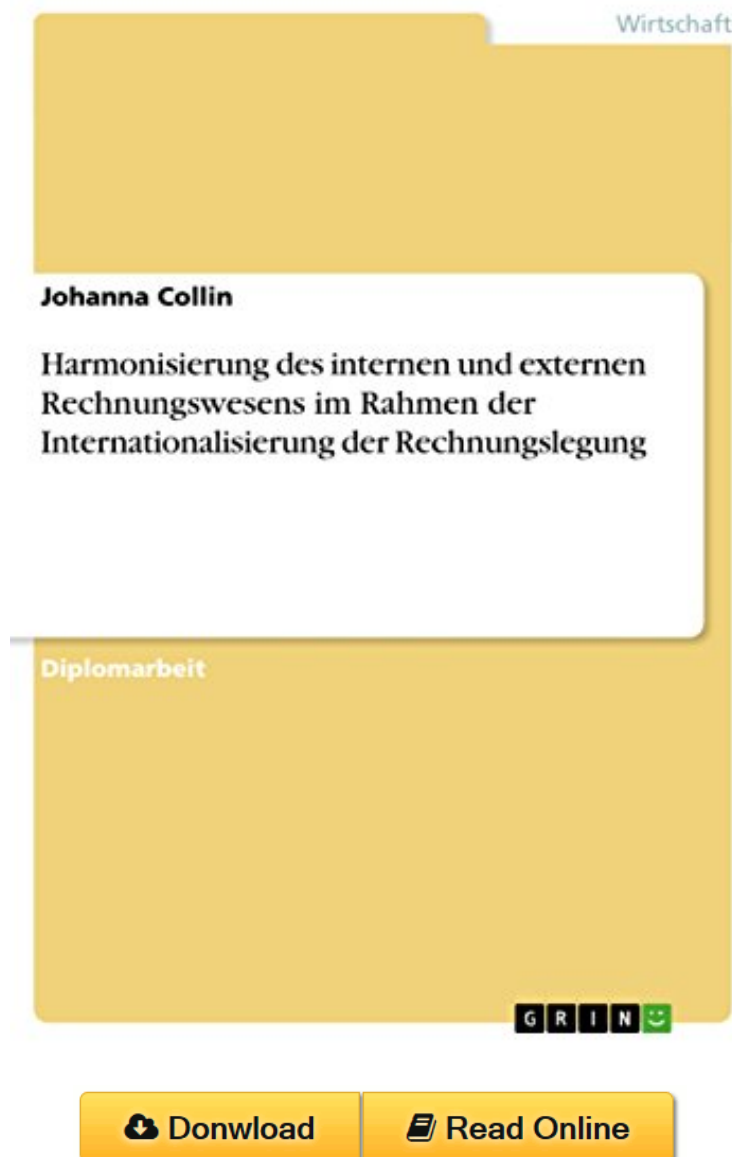 Wirtschaft
Johanna Collin
Harmonisierung des internen und externen
Rechnungswesens im Rahmen der
Internationalisierung der Rechnungslegung
Diplomarbeit
GRIN
Donwload Read Online